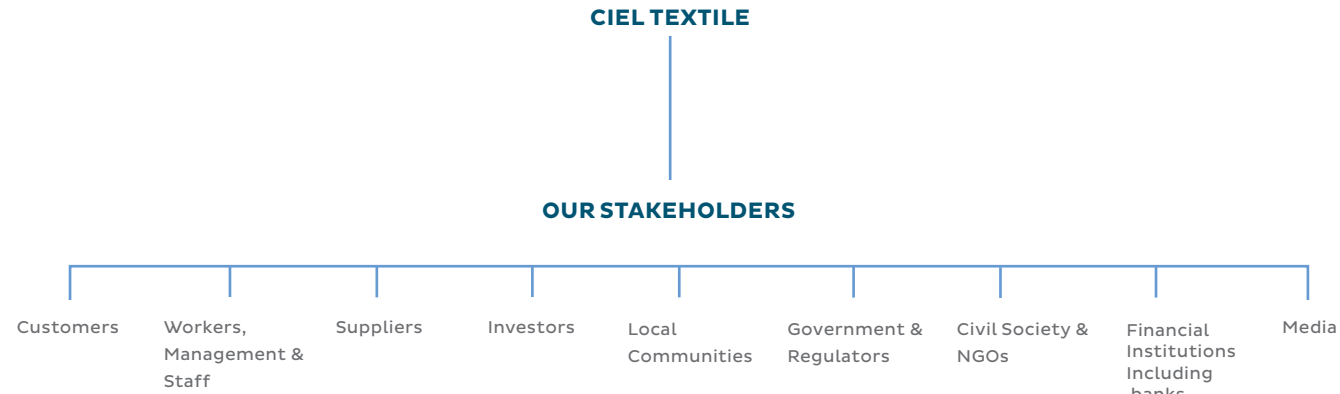 CIEL TEXTILE
OUR STAKEHOLDERS
Customers
Workers,
Management &
Staff
Suppliers
Investors
Local
Communities
Government &
Regulators
Civil Society &
NGOs
Financial
Institutions
Including
banks
Media